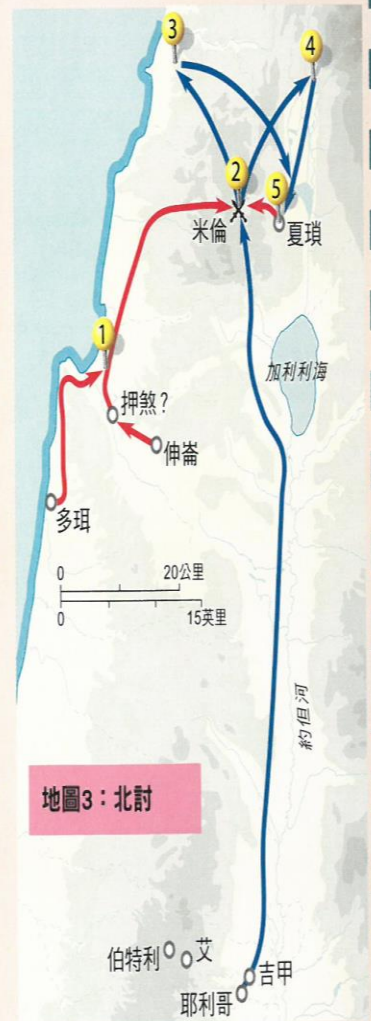 3
4
2
5
米倫
夏瑣
1
加利利海
押煞？
伸崙
多珥
0 20公里
0 15英里
約但河
地圖3：北討
伯特利
艾
吉甲
耶利哥